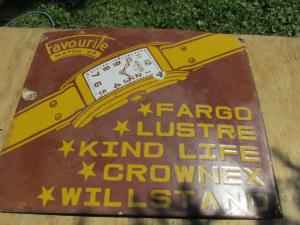 Favourite
WATCH CO
★FARGO
★LUSTRE
★KIND LIFE
★CROWNEX
★WILLSTAND